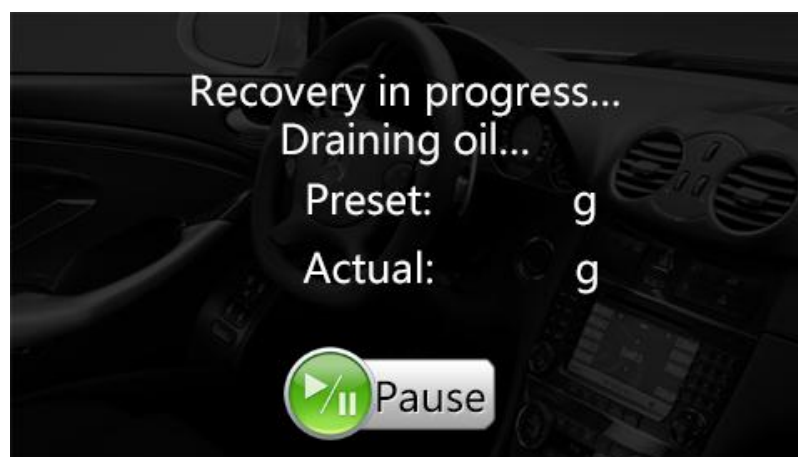 Recovery in progress...
Draining oil...
Preset: g
Actual: g
Pause